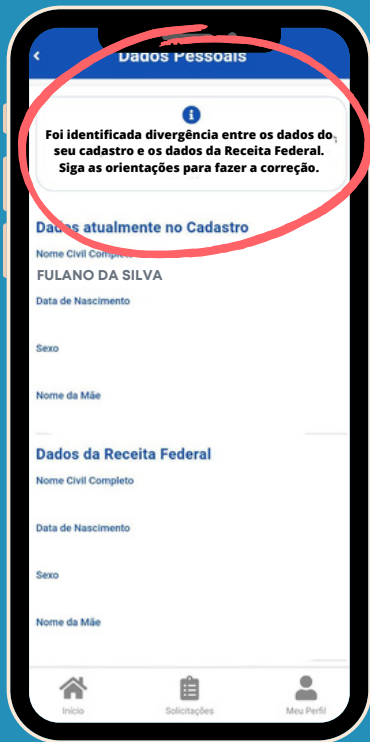 Dados Pessoais
Foi identificada divergência entre os dados do
seu cadastro e os dados da Receita Federal.
Siga as orientações para fazer a correção.
Dados atualmente no Cadastro
Nome Civil Completo
FULANO DA SILVA
Data de Nascimento
Sexo
Nome da Mãe
Dados da Receita Federal
Nome Civil Completo
Data de Nascimento
Sexo
Nome da Mãe
Início
Solicitações
Meu Perfil